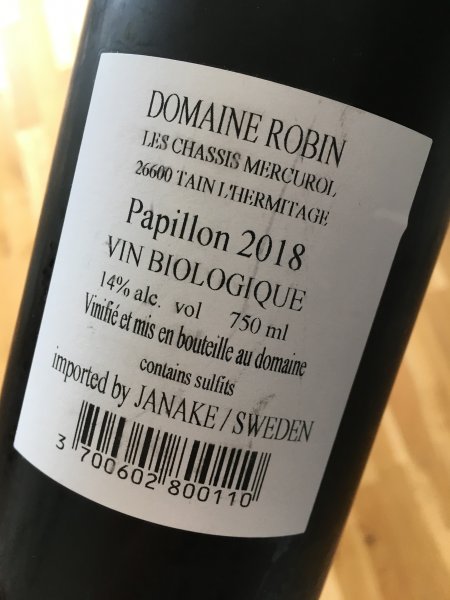 DOMAINE ROBIN
LES CHASSIS MERCUROL
26600 TAIN L'HERMITAGE
Papillon 2018
VIN BIOLOGIQUE
14% alc. vol 750 ml
Vinifié et mis en bouteille au domaine
contains sulfits
imported by JANAKE / SWEDEN
3 700602 800110